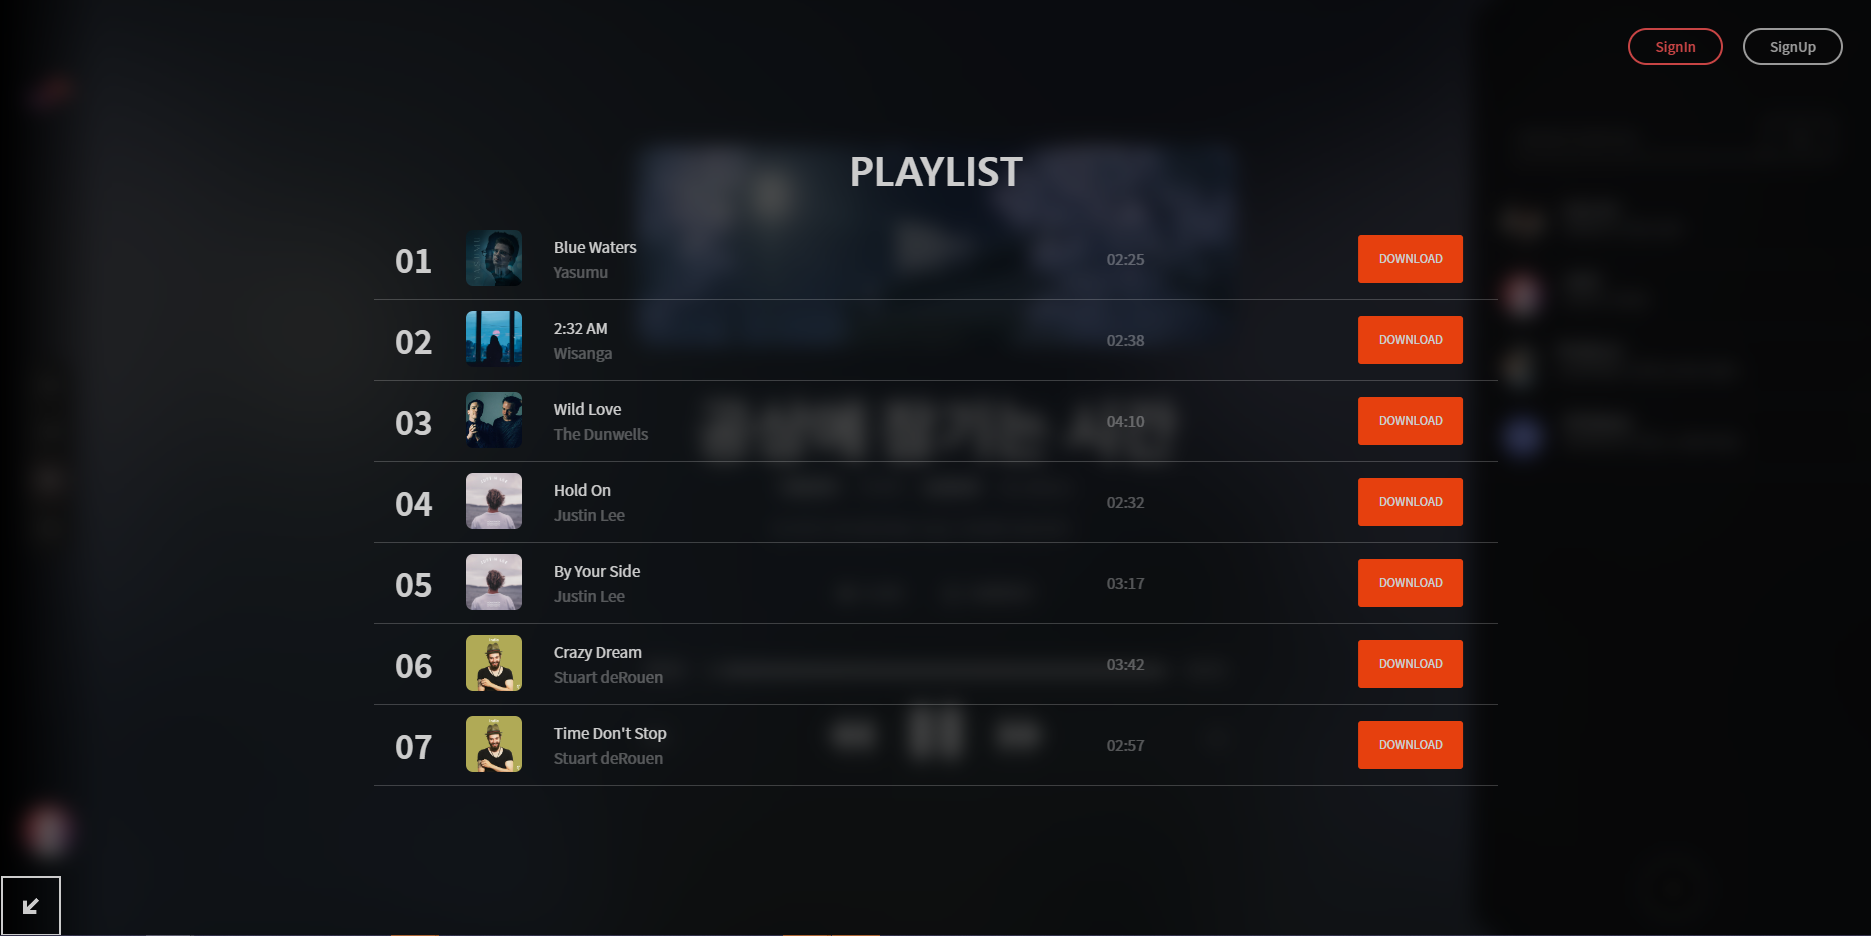 SignIn
SignUp
PLAYLIST
01
Blue Waters
Yasumu
02:25
DOWNLOAD
02
2:32 AM
Wisanga
02:38
DOWNLOAD
03
Wild Love
The Dunwells
04:10
DOWNLOAD
04
Hold On
Justin Lee
02:32
DOWNLOAD
05
By Your Side
Justin Lee
03:17
DOWNLOAD
06
Crazy Dream
Stuart deRouen
03:42
DOWNLOAD
07
Time Don't Stop
Stuart deRouen
02:57
DOWNLOAD